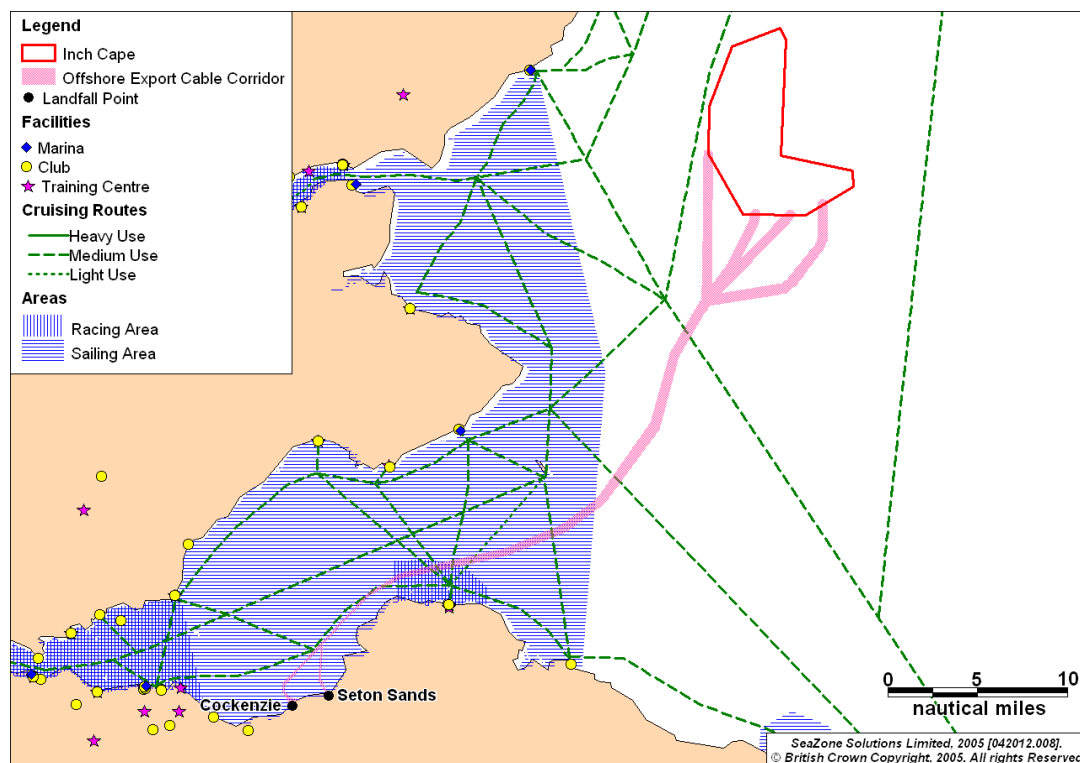 Legend
Inch Cape
Offshore Export Cable Corridor
Landfall Point
Facilities
Marina
Club
Training Centre
Cruising Routes
Heavy Use
Medium Use
Light Use
Areas
Racing Area
Sailing Area
Seton Sands
Cockenzie
0 5 10
nautical miles
SeaZone Solutions Limited, 2005 [042012.008].
© British Crown Copyright, 2005. All rights Reserved